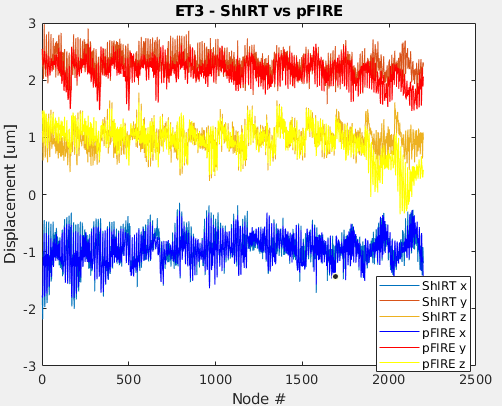 ET3 - ShIRT vs pFIRE
3
2
1
0
-1
-2
-3
Displacement [um]
0
500
1000
1500
2000
2500
Node #
ShIRT x
ShIRT y
ShIRT z
pFIRE x
pFIRE y
pFIRE z